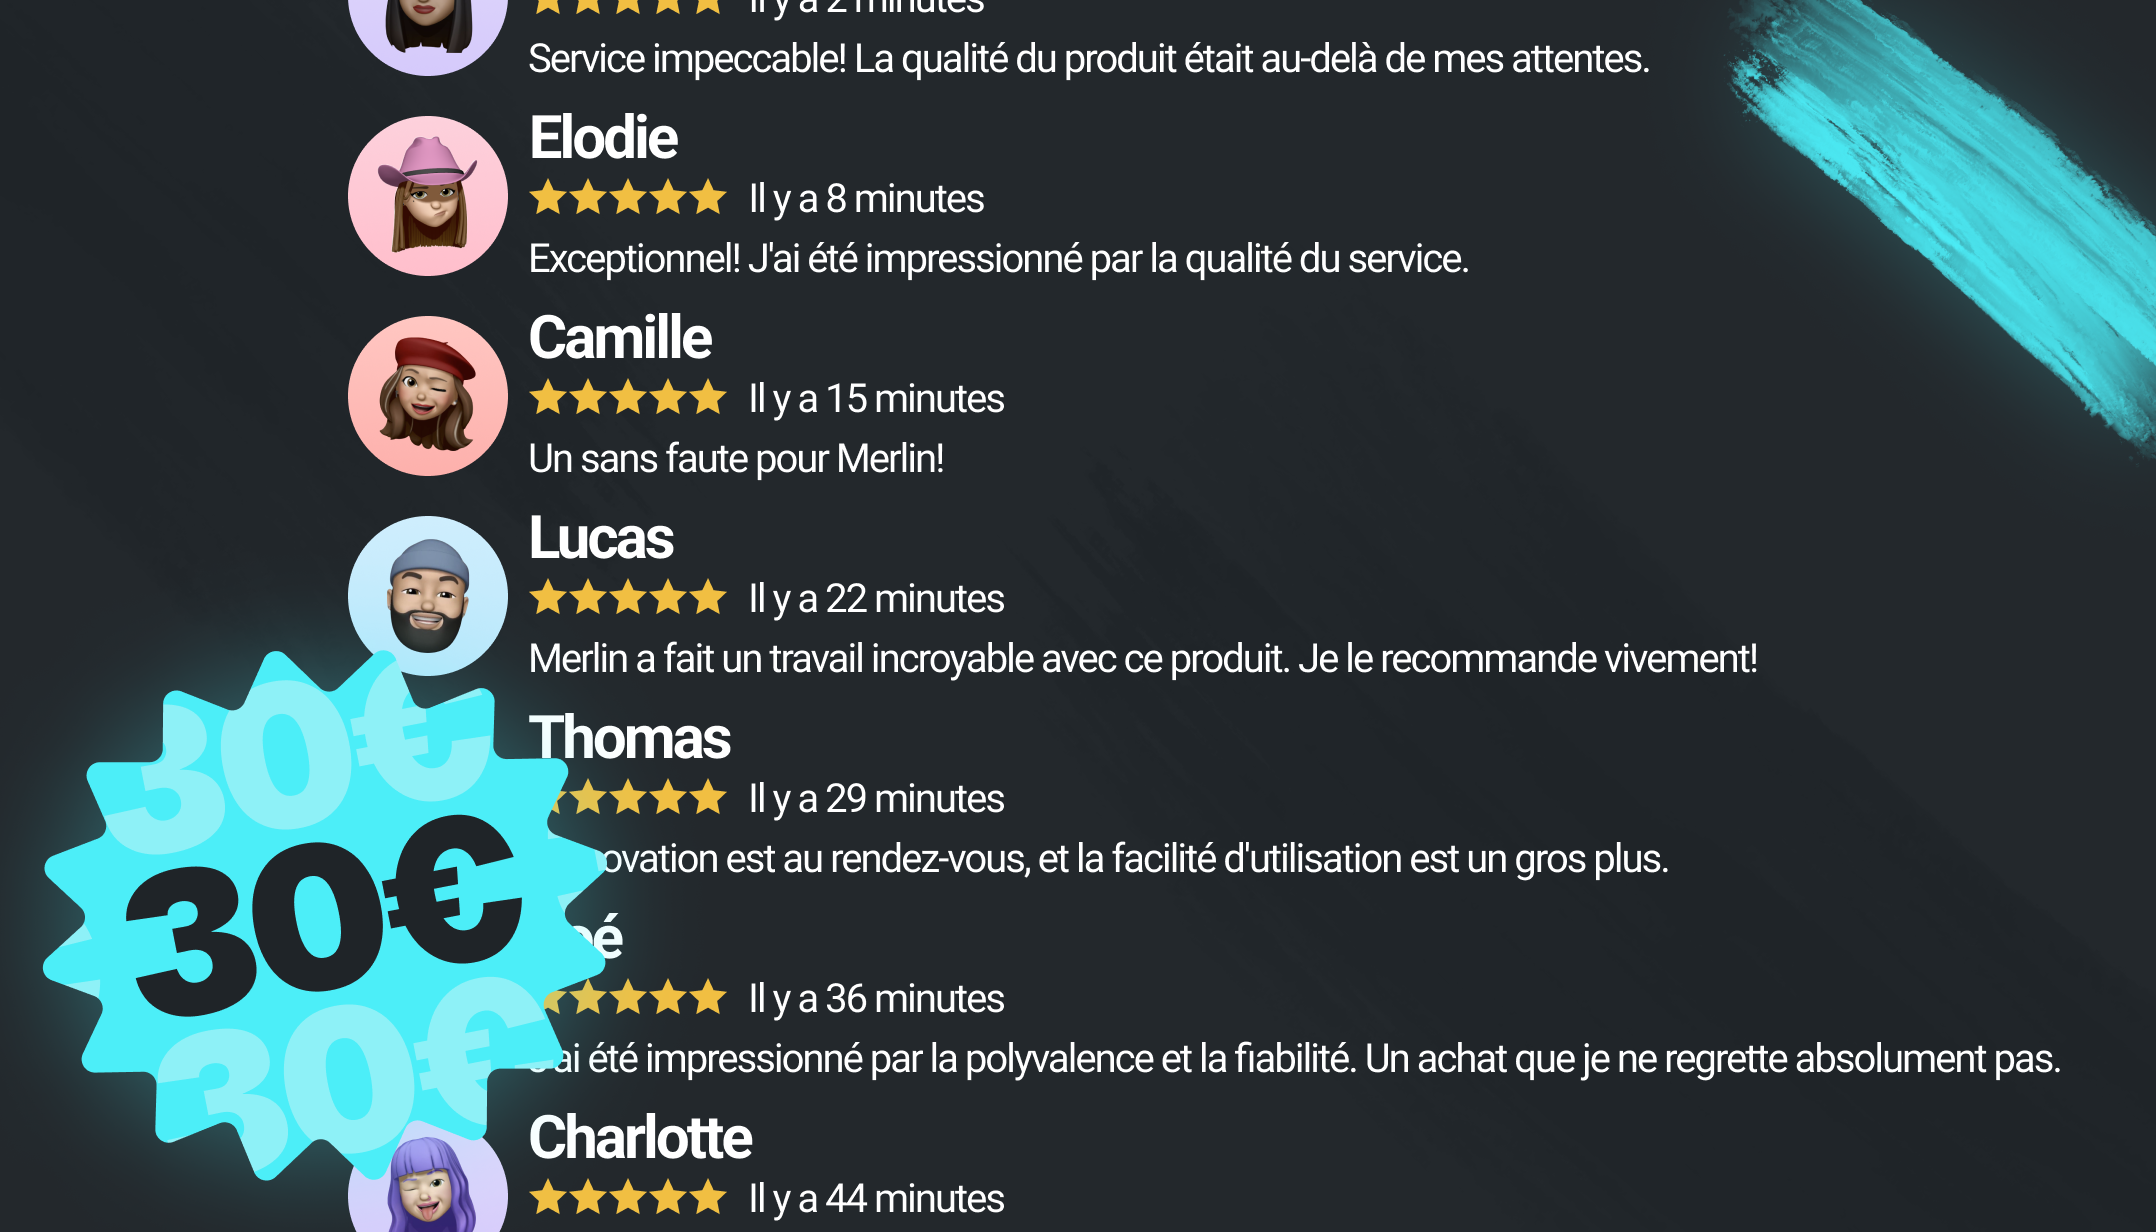 Il y a 2 minutes
Service impeccable! La qualité du produit était au-delà de mes attentes.
Elodie
Il y a 8 minutes
Exceptionnel! J'ai été impressionné par la qualité du service.
Camille
Il y a 15 minutes
Un sans faute pour Merlin!
Lucas
Il y a 22 minutes
Merlin a fait un travail incroyable avec ce produit. Je le recommande vivement!
Thomas
Il y a 29 minutes
est au rendez-vous, et la facilité d'utilisation est un gros plus.
Il y a 36 minutes
J'ai été impressionné par la polyvalence et la fiabilité. Un achat que je ne regrette absolument pas.
Charlotte
Il y a 44 minutes
30€
30€
30€